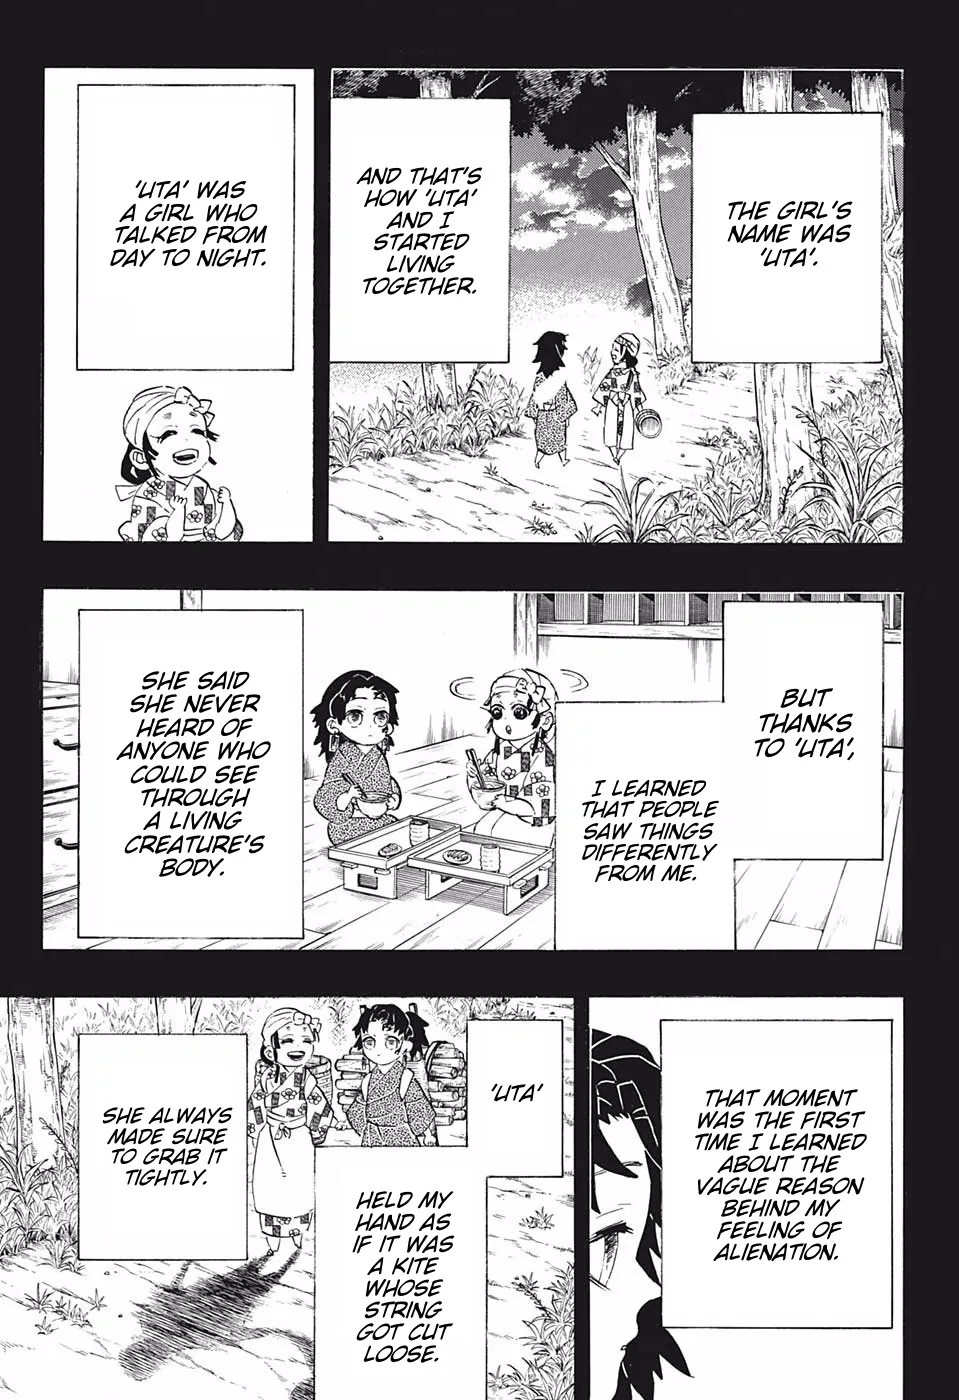 THE GIRL'S
NAME WAS
'UTA'.
AND THAT'S
HOW 'UTA'
AND I
STARTED
LIVING
TOGETHER.
'UTA' WAS
A GIRL WHO
TALKED FROM
DAY TO NIGHT.
BUT
THANKS
TO 'UTA',
I LEARNED
THAT PEOPLE
SAW THINGS
DIFFERENTLY
FROM ME.
SHE SAID
SHE NEVER
HEARD OF
ANYONE WHO
COULD SEE
THROUGH
A LIVING
CREATURE'S
BODY.
THAT MOMENT
WAS THE FIRST
TIME I LEARNED
ABOUT THE
VAGUE REASON
BEHIND MY
FEELING OF
ALIENATION.
'UTA'
HELD MY
HAND AS
IF IT WAS
A KITE
WHOSE
STRING
GOT CUT
LOOSE.
SHE ALWAYS
MADE SURE
TO GRAB IT
TIGHTLY.